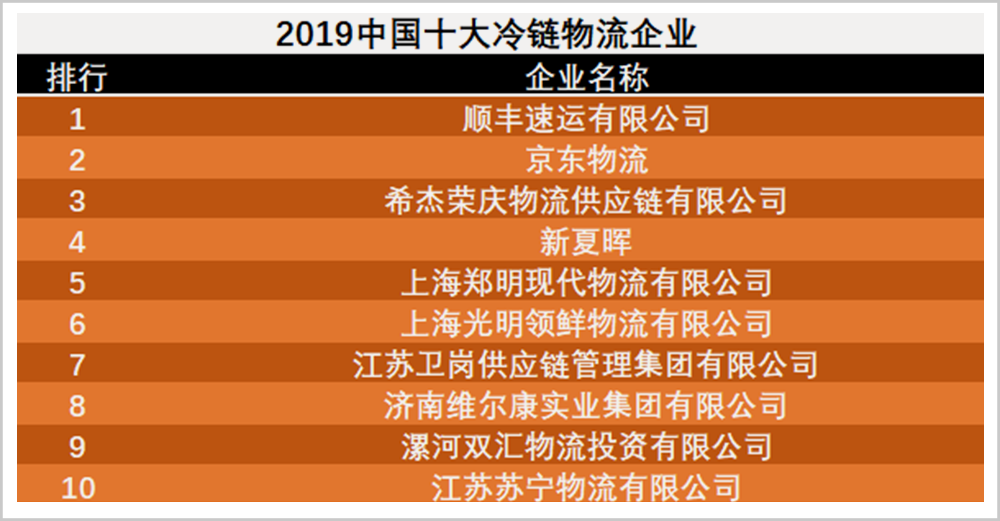 2019中国十大冷链物流企业
排行 企业名称
1 顺丰速运有限公司
2 京东物流
3 希杰荣庆物流供应链有限公司
4 新夏晖
5 上海郑明现代物流有限公司
6 上海光明领鲜物流有限公司
7 江苏卫岗供应链管理集团有限公司
8 济南维尔康实业集团有限公司
9 漯河双汇物流投资有限公司
10 江苏苏宁物流有限公司